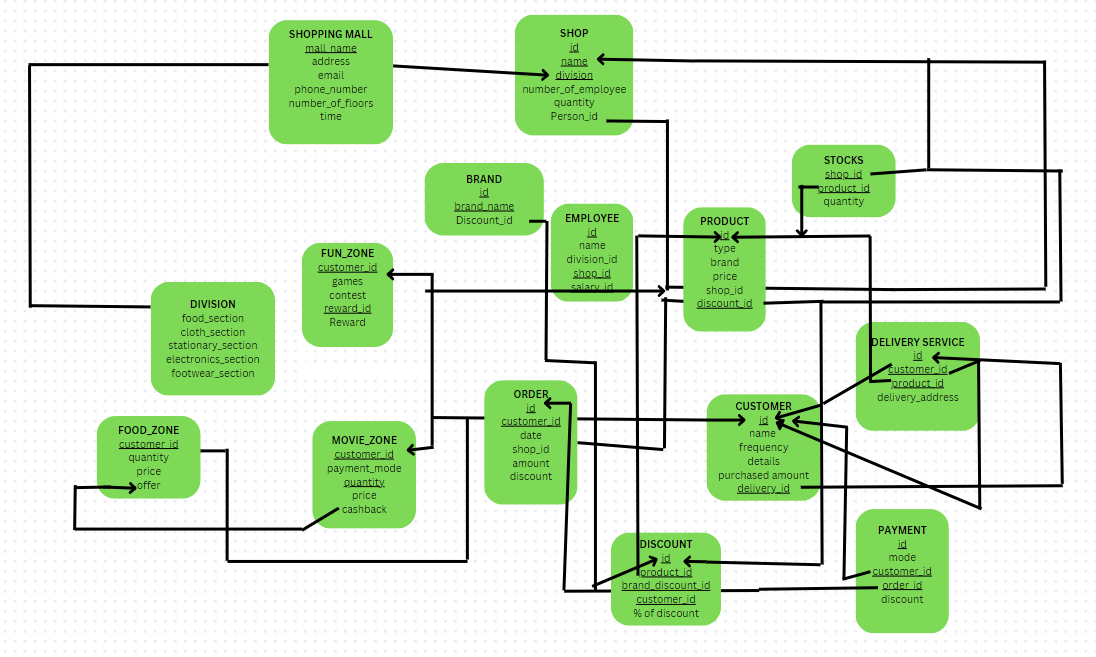 SHOPPING MALL
mall_name
address
email
phone_number
number_of_floors
time
SHOP
id
name
division
number_of_employee
quantity
Person_id
STOCKS
shop_id
product_id
quantity
BRAND
id
brand_name
Discount_id
EMPLOYEE
id
name
division_id
shop_id
salary_id
PRODUCT
id
type
brand
price
shop_id
discount_id
FUN_ZONE
customer_id
games
contest
reward_id
Reward
DIVISION
food_section
cloth_section
stationary_section
electronics_section
footwear_section
DELIVERY SERVICE
id
customer_id
product_id
delivery_address
ORDER
id
customer_id
date
shop_id
amount
discount
CUSTOMER
id
name
frequency
details
purchased amount
delivery_id
FOOD_ZONE
customer_id
quantity
price
offer
MOVIE_ZONE
customer_id
payment_mode
quantity
price
cashback
DISCOUNT
id
product_id
brand_discount_id
customer_id
% of discount
PAYMENT
id
mode
customer_id
order_id
discount